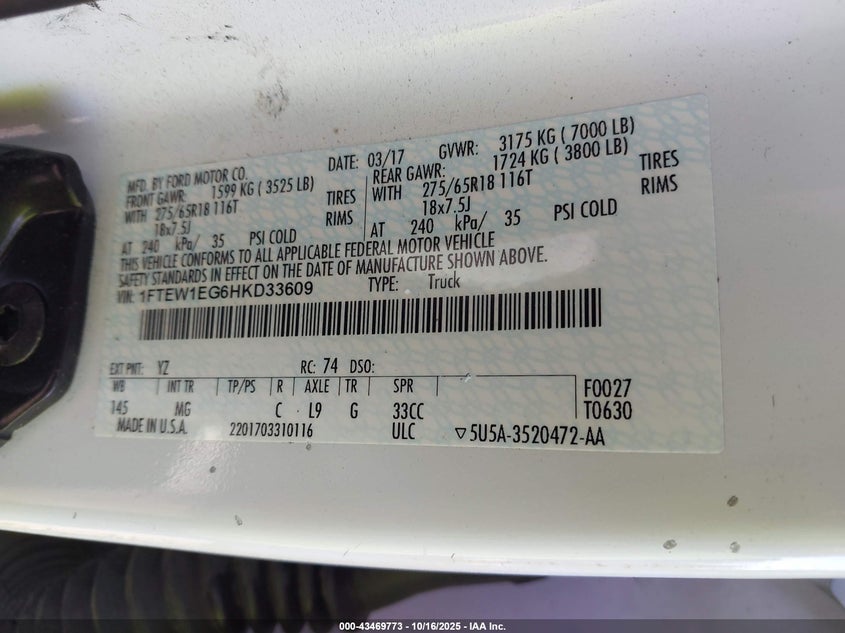 MFD. BY FORD MOTOR CO.
DATE: 03/17 GVWR: 3175 KG ( 7000 LB)
FRONT GAWR: 1599 KG ( 3525 LB)
REAR GAWR: 1724 KG ( 3800 LB)
WITH 275/65R18 116T TIRES
WITH 275/65R18 116T TIRES
18x7.5J RIMS
18x7.5J RIMS
AT 240 kPa/ 35 PSI COLD
AT 240 kPa/ 35 PSI COLD
THIS VEHICLE CONFORMS TO ALL APPLICABLE FEDERAL MOTOR VEHICLE
SAFETY STANDARDS IN EFFECT ON THE DATE OF MANUFACTURE SHOWN ABOVE.
VIN: 1FTEW1EG6HKD33609 TYPE: Truck
EXT PNT: YZ RC: 74 DSO:
WB INT TR TP/PS R AXLE TR SPR F0027
145 MG C L9 G 33CC T0630
MADE IN U.S.A. 2201703310116 ULC ▽5U5A-3520472-AA
000-43469773 - 10/16/2025 - IAA Inc.